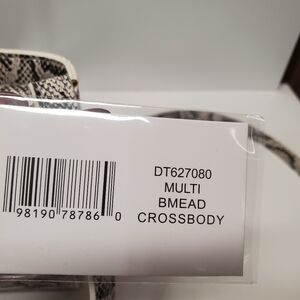 DT627080
MULTI
BMEAD
CROSSBODY
98190 78786 0